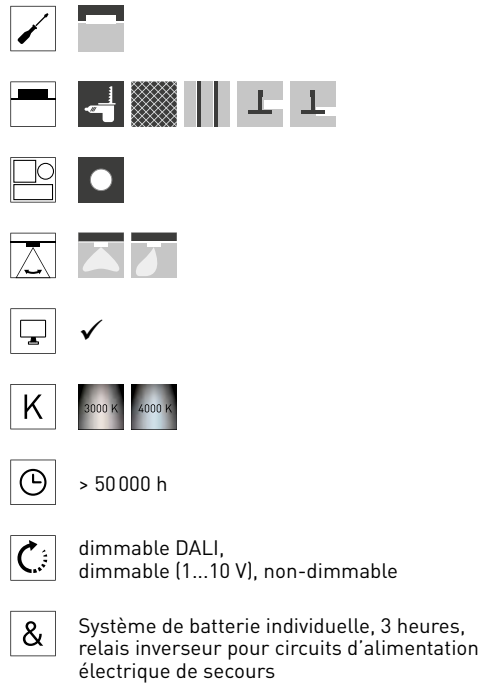 K
3000 K 4000 K
> 50 000 h
dimmable DALI,
dimmable (1...10 V), non-dimmable
&
Système de batterie individuelle, 3 heures,
relais inverseur pour circuits d’alimentation
électrique de secours